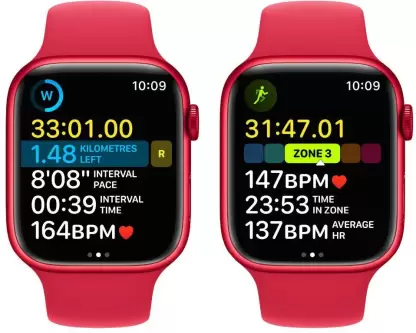 W
10:09
33:01.00
1.48 KILOMETRES LEFT
R
8'08" INTERVAL PACE
00:39 INTERVAL TIME
164BPM
10:09
31:47.01
ZONE 3
147BPM
23:53 TIME IN ZONE
137BPM AVERAGE HR